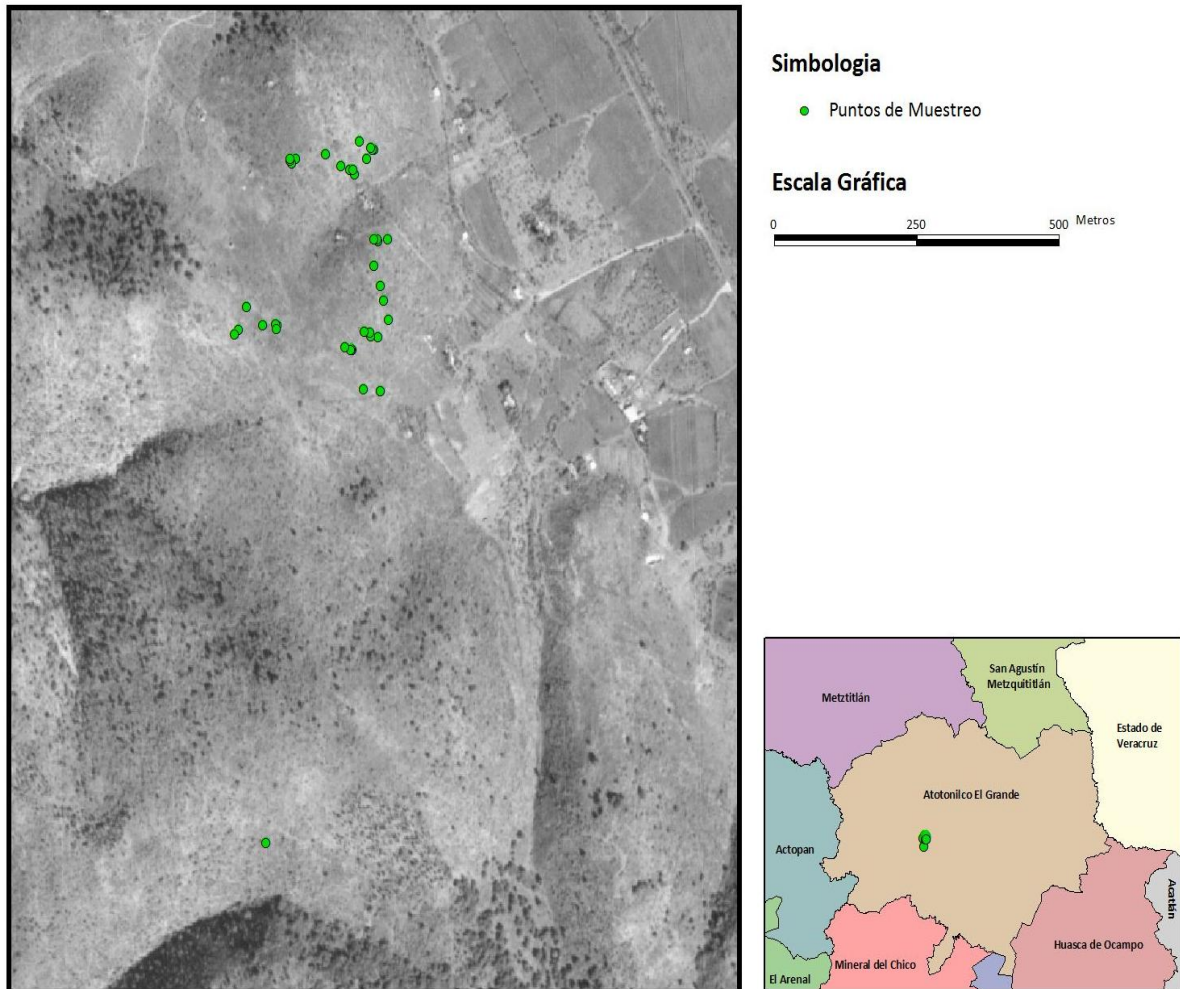 Simbologia
Puntos de Muestreo
Escala Gráfica
0 250 500 Metros
Metztitlán
San Agustín
Metzquititlán
Estado de
Veracruz
Atotonilco El Grande
Actopan
Acatlán
Huasca de Ocampo
Mineral del Chico
El Arenal